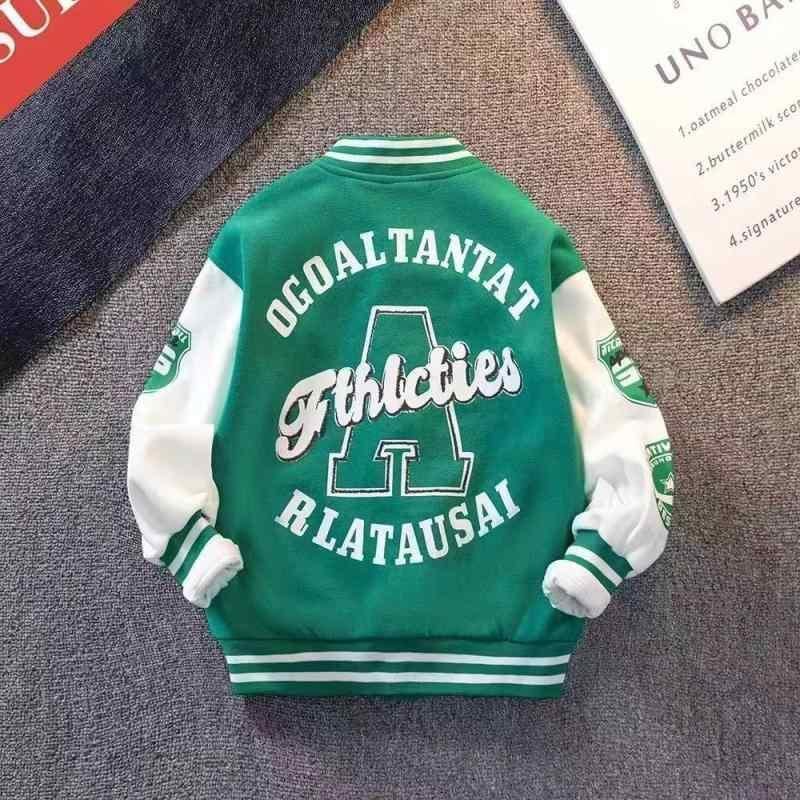 UNO BA
1.oatmeal chocolate
2.buttermilk sco
3.1950's victo
4.signature
OGOALTANTAT
A
Fthlcties
RLATAUSAI